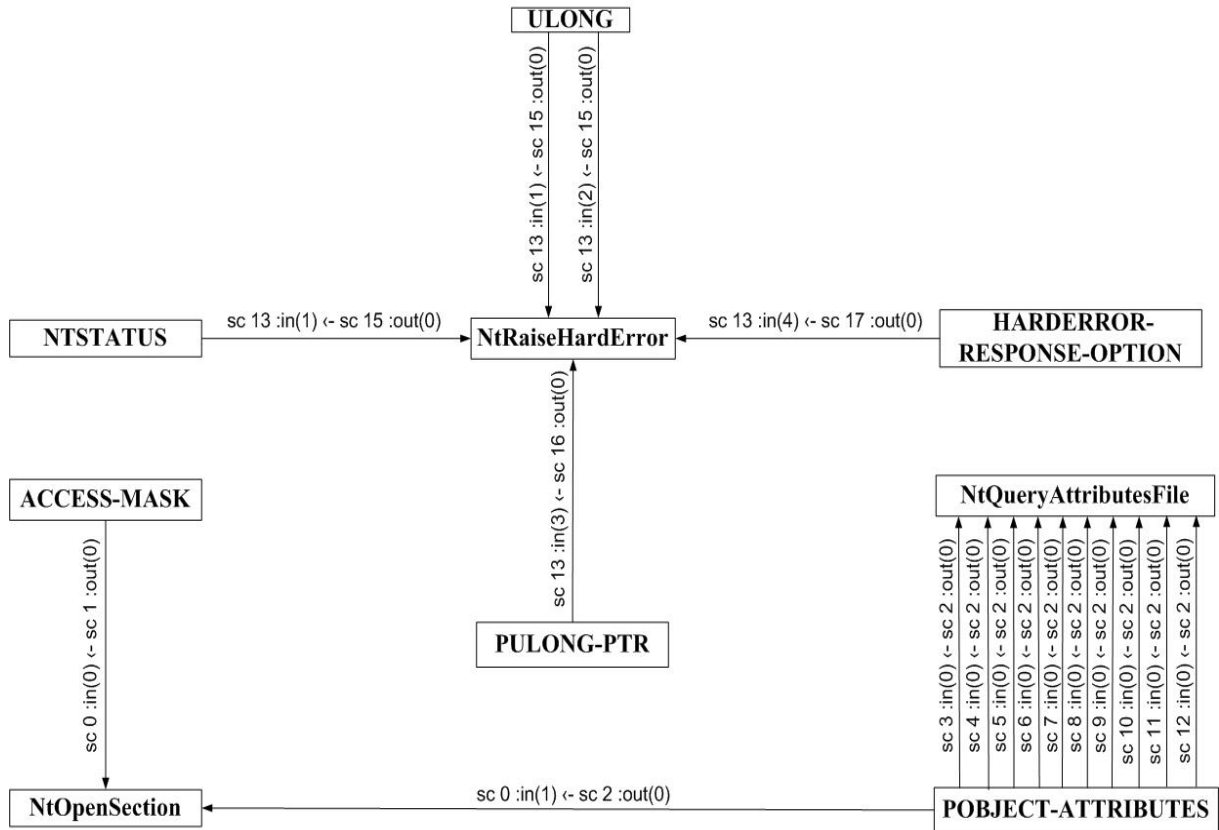 ULONG
sc 13 :in(1) ‹- sc 15 :out(0)
sc 13 :in(2) ‹- sc 15 :out(0)
NTSTATUS
sc 13 :in(1) ‹- sc 15 :out(0)
NtRaiseHardError
sc 13 :in(4) ‹- sc 17 :out(0)
HARDERROR-
RESPONSE-OPTION
sc 13 :in(3) ‹- sc 16 :out(0)
PULONG-PTR
ACCESS-MASK
sc 0 :in(0) ‹- sc 1 :out(0)
NtOpenSection
sc 0 :in(1) ‹- sc 2 :out(0)
NtQueryAttributesFile
sc 3 :in(0) ‹- sc 2 :out(0)
sc 4 :in(0) ‹- sc 2 :out(0)
sc 5 :in(0) ‹- sc 2 :out(0)
sc 6 :in(0) ‹- sc 2 :out(0)
sc 7 :in(0) ‹- sc 2 :out(0)
sc 8 :in(0) ‹- sc 2 :out(0)
sc 9 :in(0) ‹- sc 2 :out(0)
sc 10 :in(0) ‹- sc 2 :out(0)
sc 11 :in(0) ‹- sc 2 :out(0)
sc 12 :in(0) ‹- sc 2 :out(0)
POBJECT-ATTRIBUTES